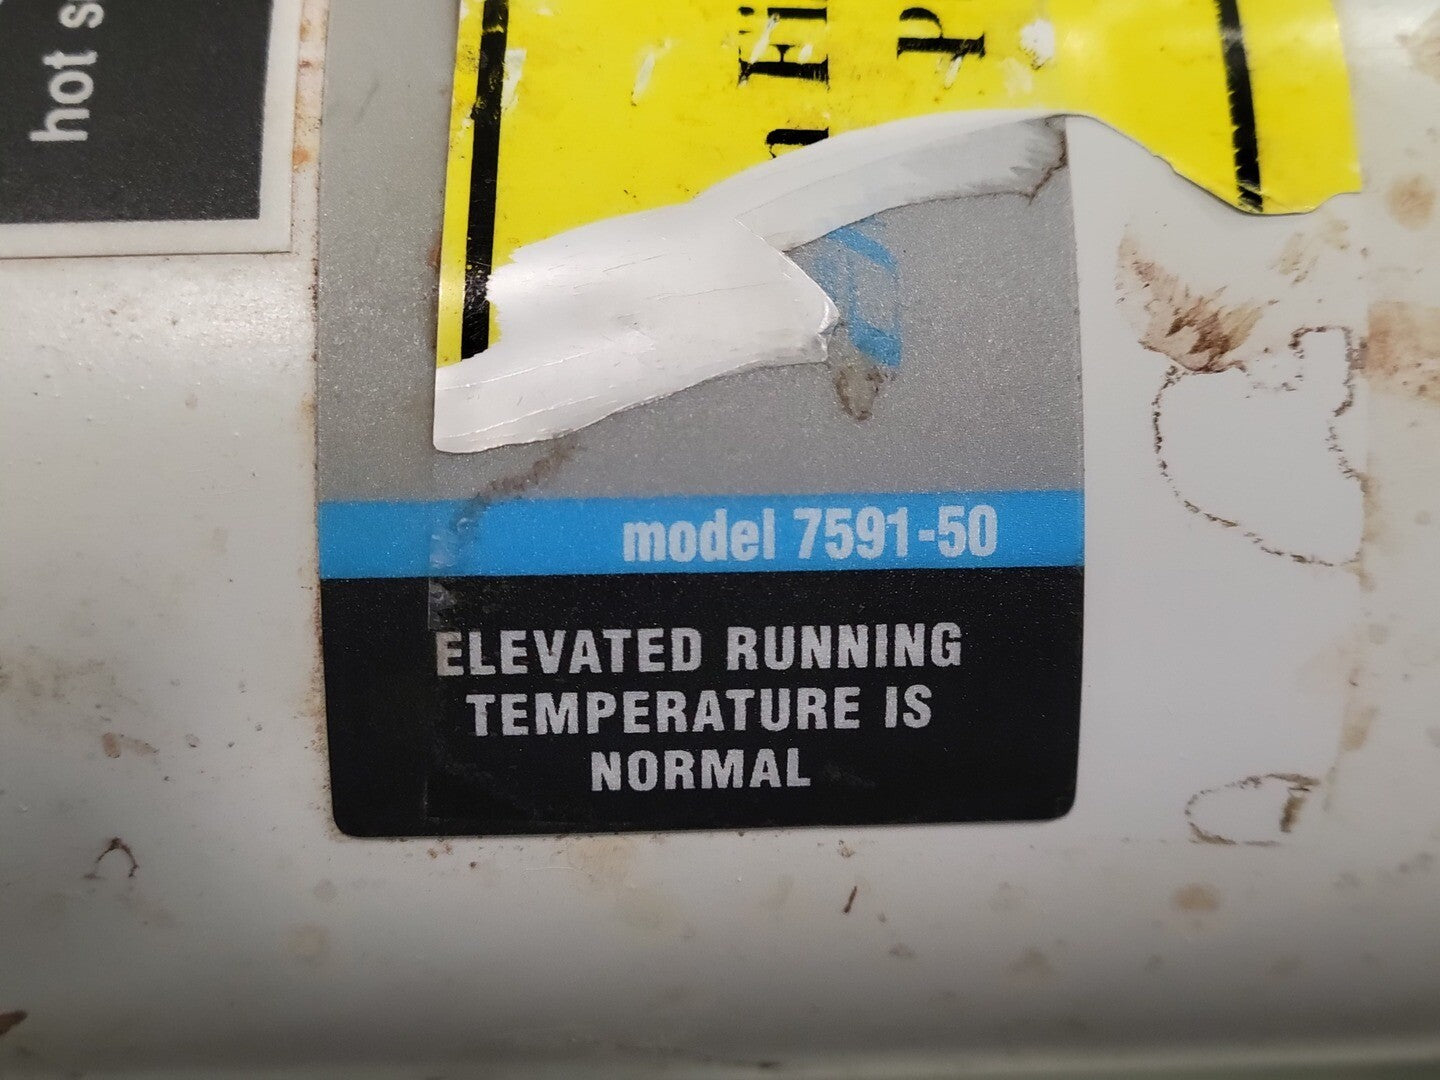 hot
model 7591-50
ELEVATED RUNNING
TEMPERATURE IS
NORMAL